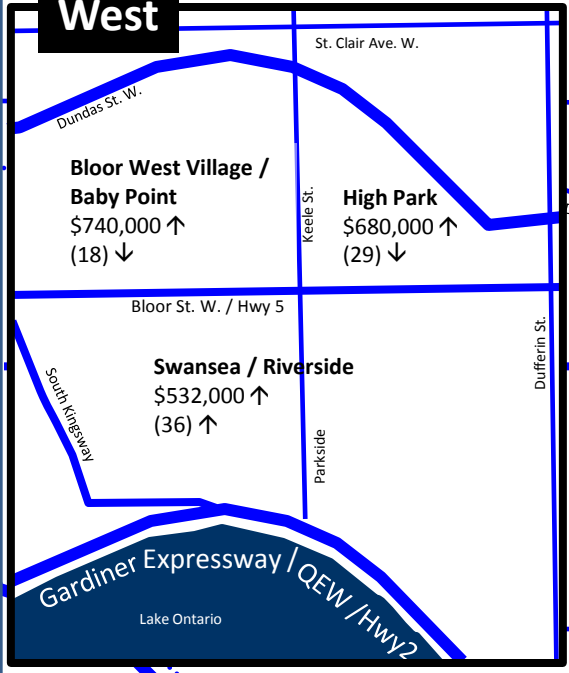 West
St. Clair Ave. W.
Dundas St. W.
Bloor West Village /
Baby Point
$740,000 ↑
(18) ↓
Keele St.
High Park
$680,000 ↑
(29) ↓
Bloor St. W. / Hwy 5
Dufferin St.
Swansea / Riverside
$532,000 ↑
(36) ↑
South Kingsway
Parkside
Gardiner Expressway / QEW /Hwy2
Lake Ontario